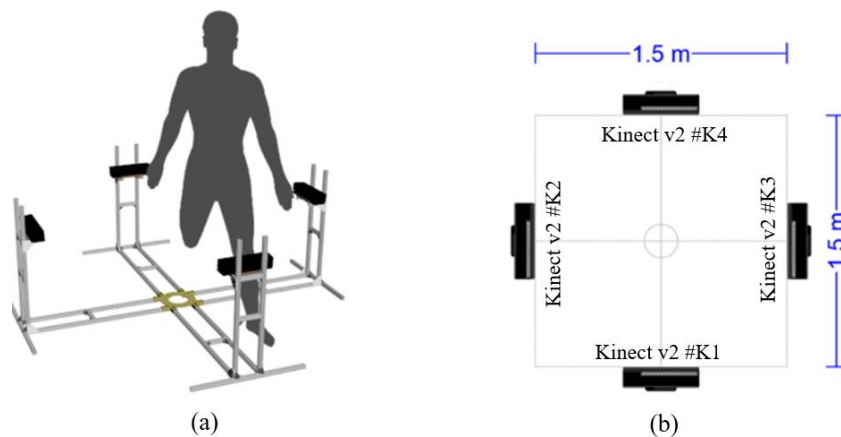 1.5 m
Kinect v2 #K4
Kinect v2 #K2
Kinect v2 #K3
1.5 m
Kinect v2 #K1
(a)
(b)